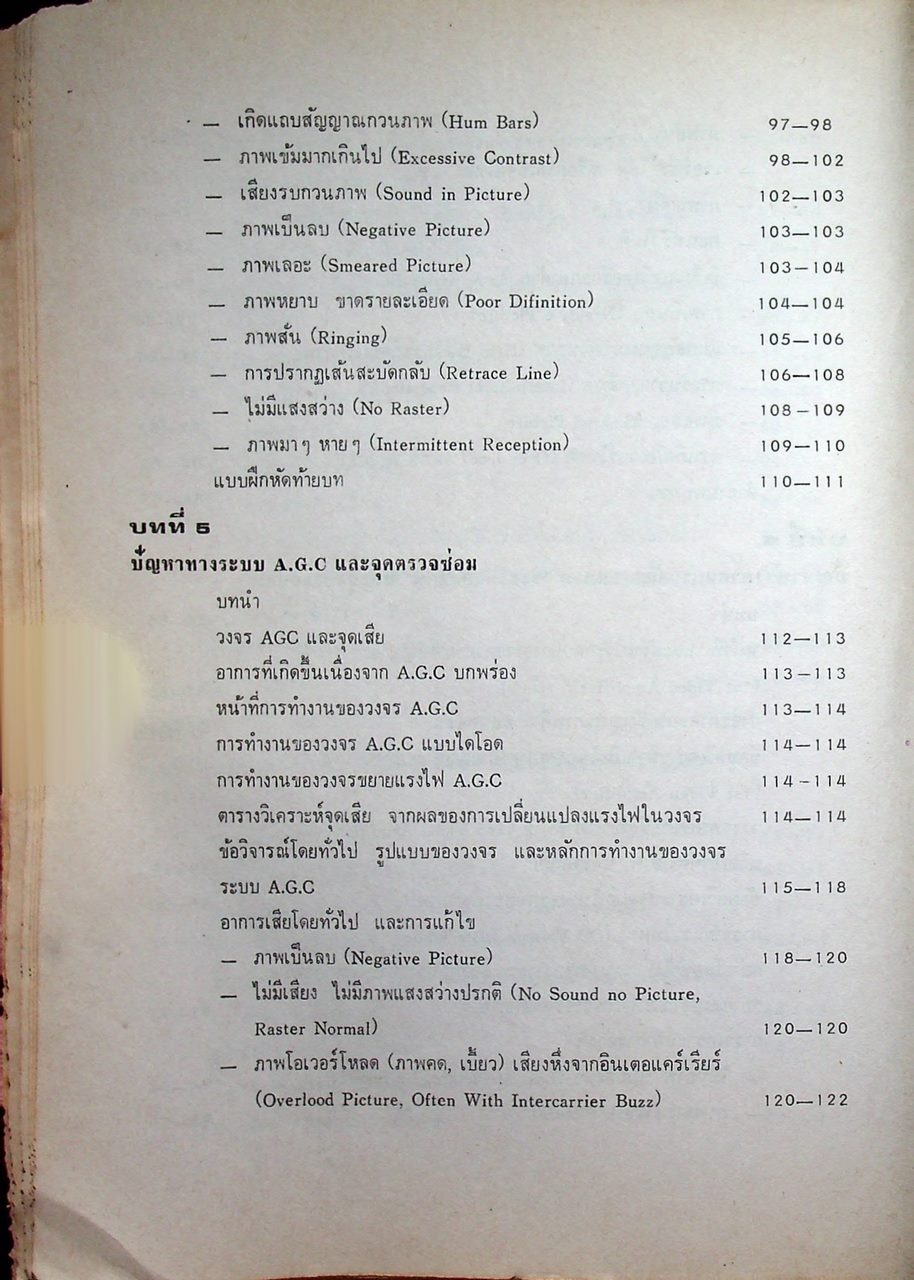 — เกิดแถบสัญญาณกวนภาพ (Hum Bars) 97—98
— ภาพเข้มมากเกินไป (Excessive Contrast) 98—102
— เสียงรบกวนภาพ (Sound in Picture) 102—103
— ภาพเป็นลบ (Negative Picture) 103—103
— ภาพเลอะ (Smeared Picture) 103—104
— ภาพหยาบ ขาดรายละเอียด (Poor Difinition) 104—104
— ภาพสั่น (Ringing) 105—106
— การปรากฏเส้นสะบัดกลับ (Retrace Line) 106—108
— ไม่มีแสงสว่าง (No Raster) 108—109
— ภาพมาๆ หายๆ (Intermittent Reception) 109—110
แบบฝึกหัดท้ายบท 110—111
บทที่ ๕
ปัญหาทางระบบ A.G.C และจุดตรวจซ่อม
บทนำ
วงจร AGC และจุดเสีย 112—113
อาการที่เกิดขึ้นเนื่องจาก A.G.C บกพร่อง 113—113
หน้าที่การทำงานของวงจร A.G.C 113—114
การทำงานของวงจร A.G.C แบบไดโอด 114—114
การทำงานของวงจรขยายแรงไฟ A.G.C 114—114
ตารางวิเคราะห์จุดเสีย จากผลของการเปลี่ยนแปลงแรงไฟในวงจร 114—114
ข้อวิจารณ์โดยทั่วไป รูปแบบของวงจร และหลักการทำงานของวงจร
ระบบ A.G.C 115—118
อาการเสียโดยทั่วไป และการแก้ไข
— ภาพเป็นลบ (Negative Picture) 118—120
— ไม่มีเสียง ไม่มีภาพแสงสว่างปรกติ (No Sound no Picture,
Raster Normal) 120—120
— ภาพโอเวอร์โหลด (ภาพคด, เบี้ยว) เสียงหึ่งจากอินเตอแคร์เรียร์
(Overlood Picture, Often With Intercarrier Buzz) 120—122